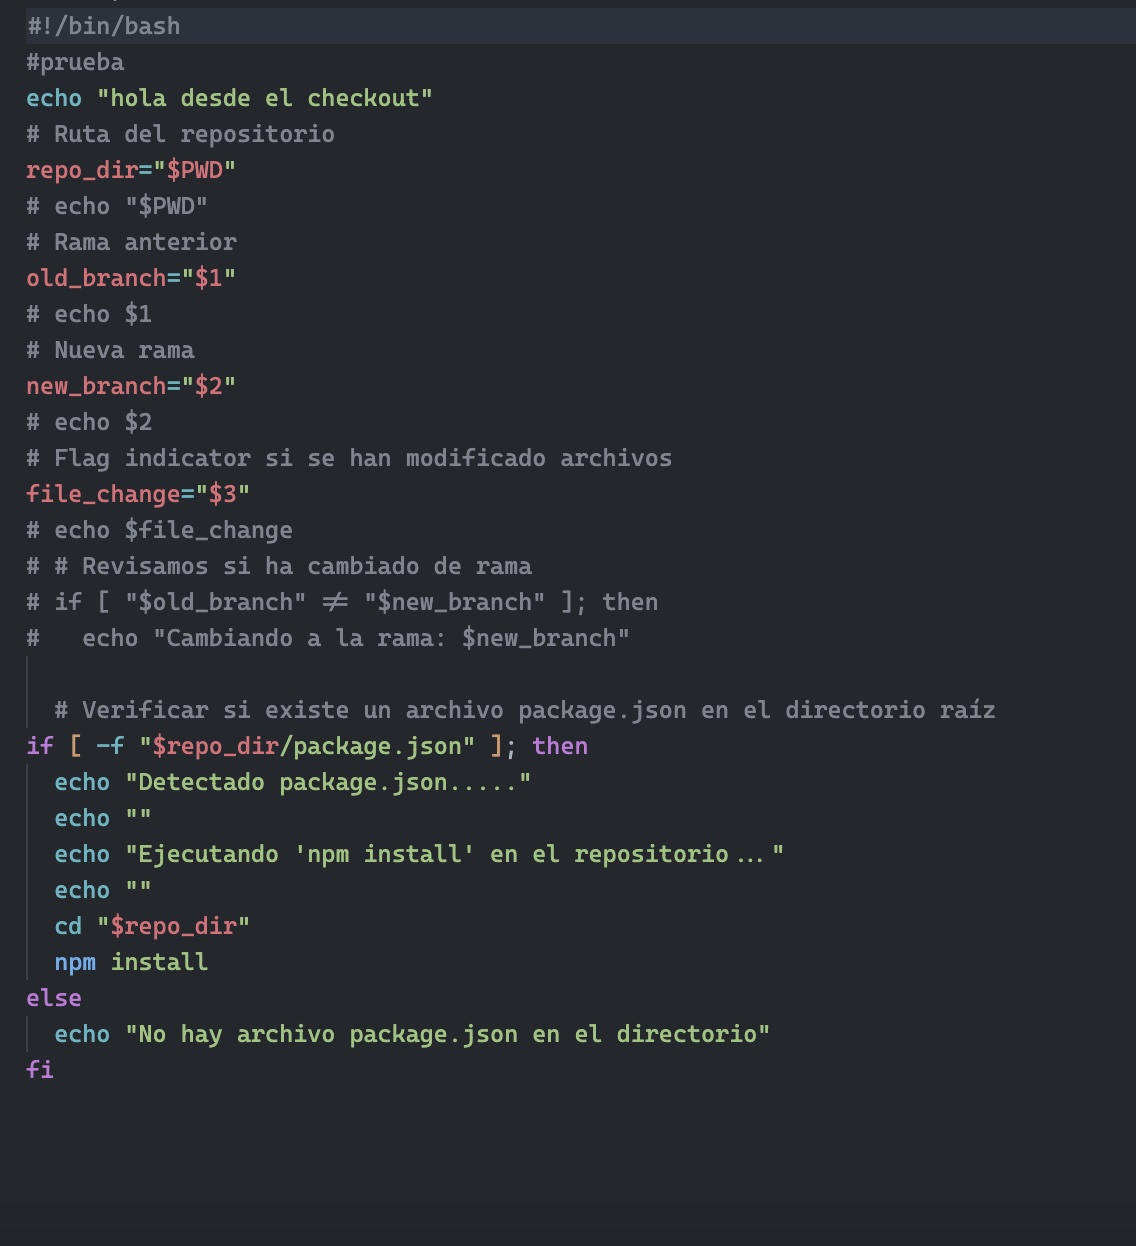 #!/bin/bash
#prueba
echo "hola desde el checkout"
# Ruta del repositorio
repo_dir="$PWD"
# echo "$PWD"
# Rama anterior
old_branch="$1"
# echo $1
# Nueva rama
new_branch="$2"
# echo $2
# Flag indicator si se han modificado archivos
file_change="$3"
# echo $file_change
# # Revisamos si ha cambiado de rama
# if [ "$old_branch" != "$new_branch" ]; then
#   echo "Cambiando a la rama: $new_branch"
  # Verificar si existe un archivo package.json en el directorio raíz
if [ -f "$repo_dir/package.json" ]; then
  echo "Detectado package.json....."
  echo ""
  echo "Ejecutando 'npm install' en el repositorio..."
  echo ""
  cd "$repo_dir"
  npm install
else
  echo "No hay archivo package.json en el directorio"
fi